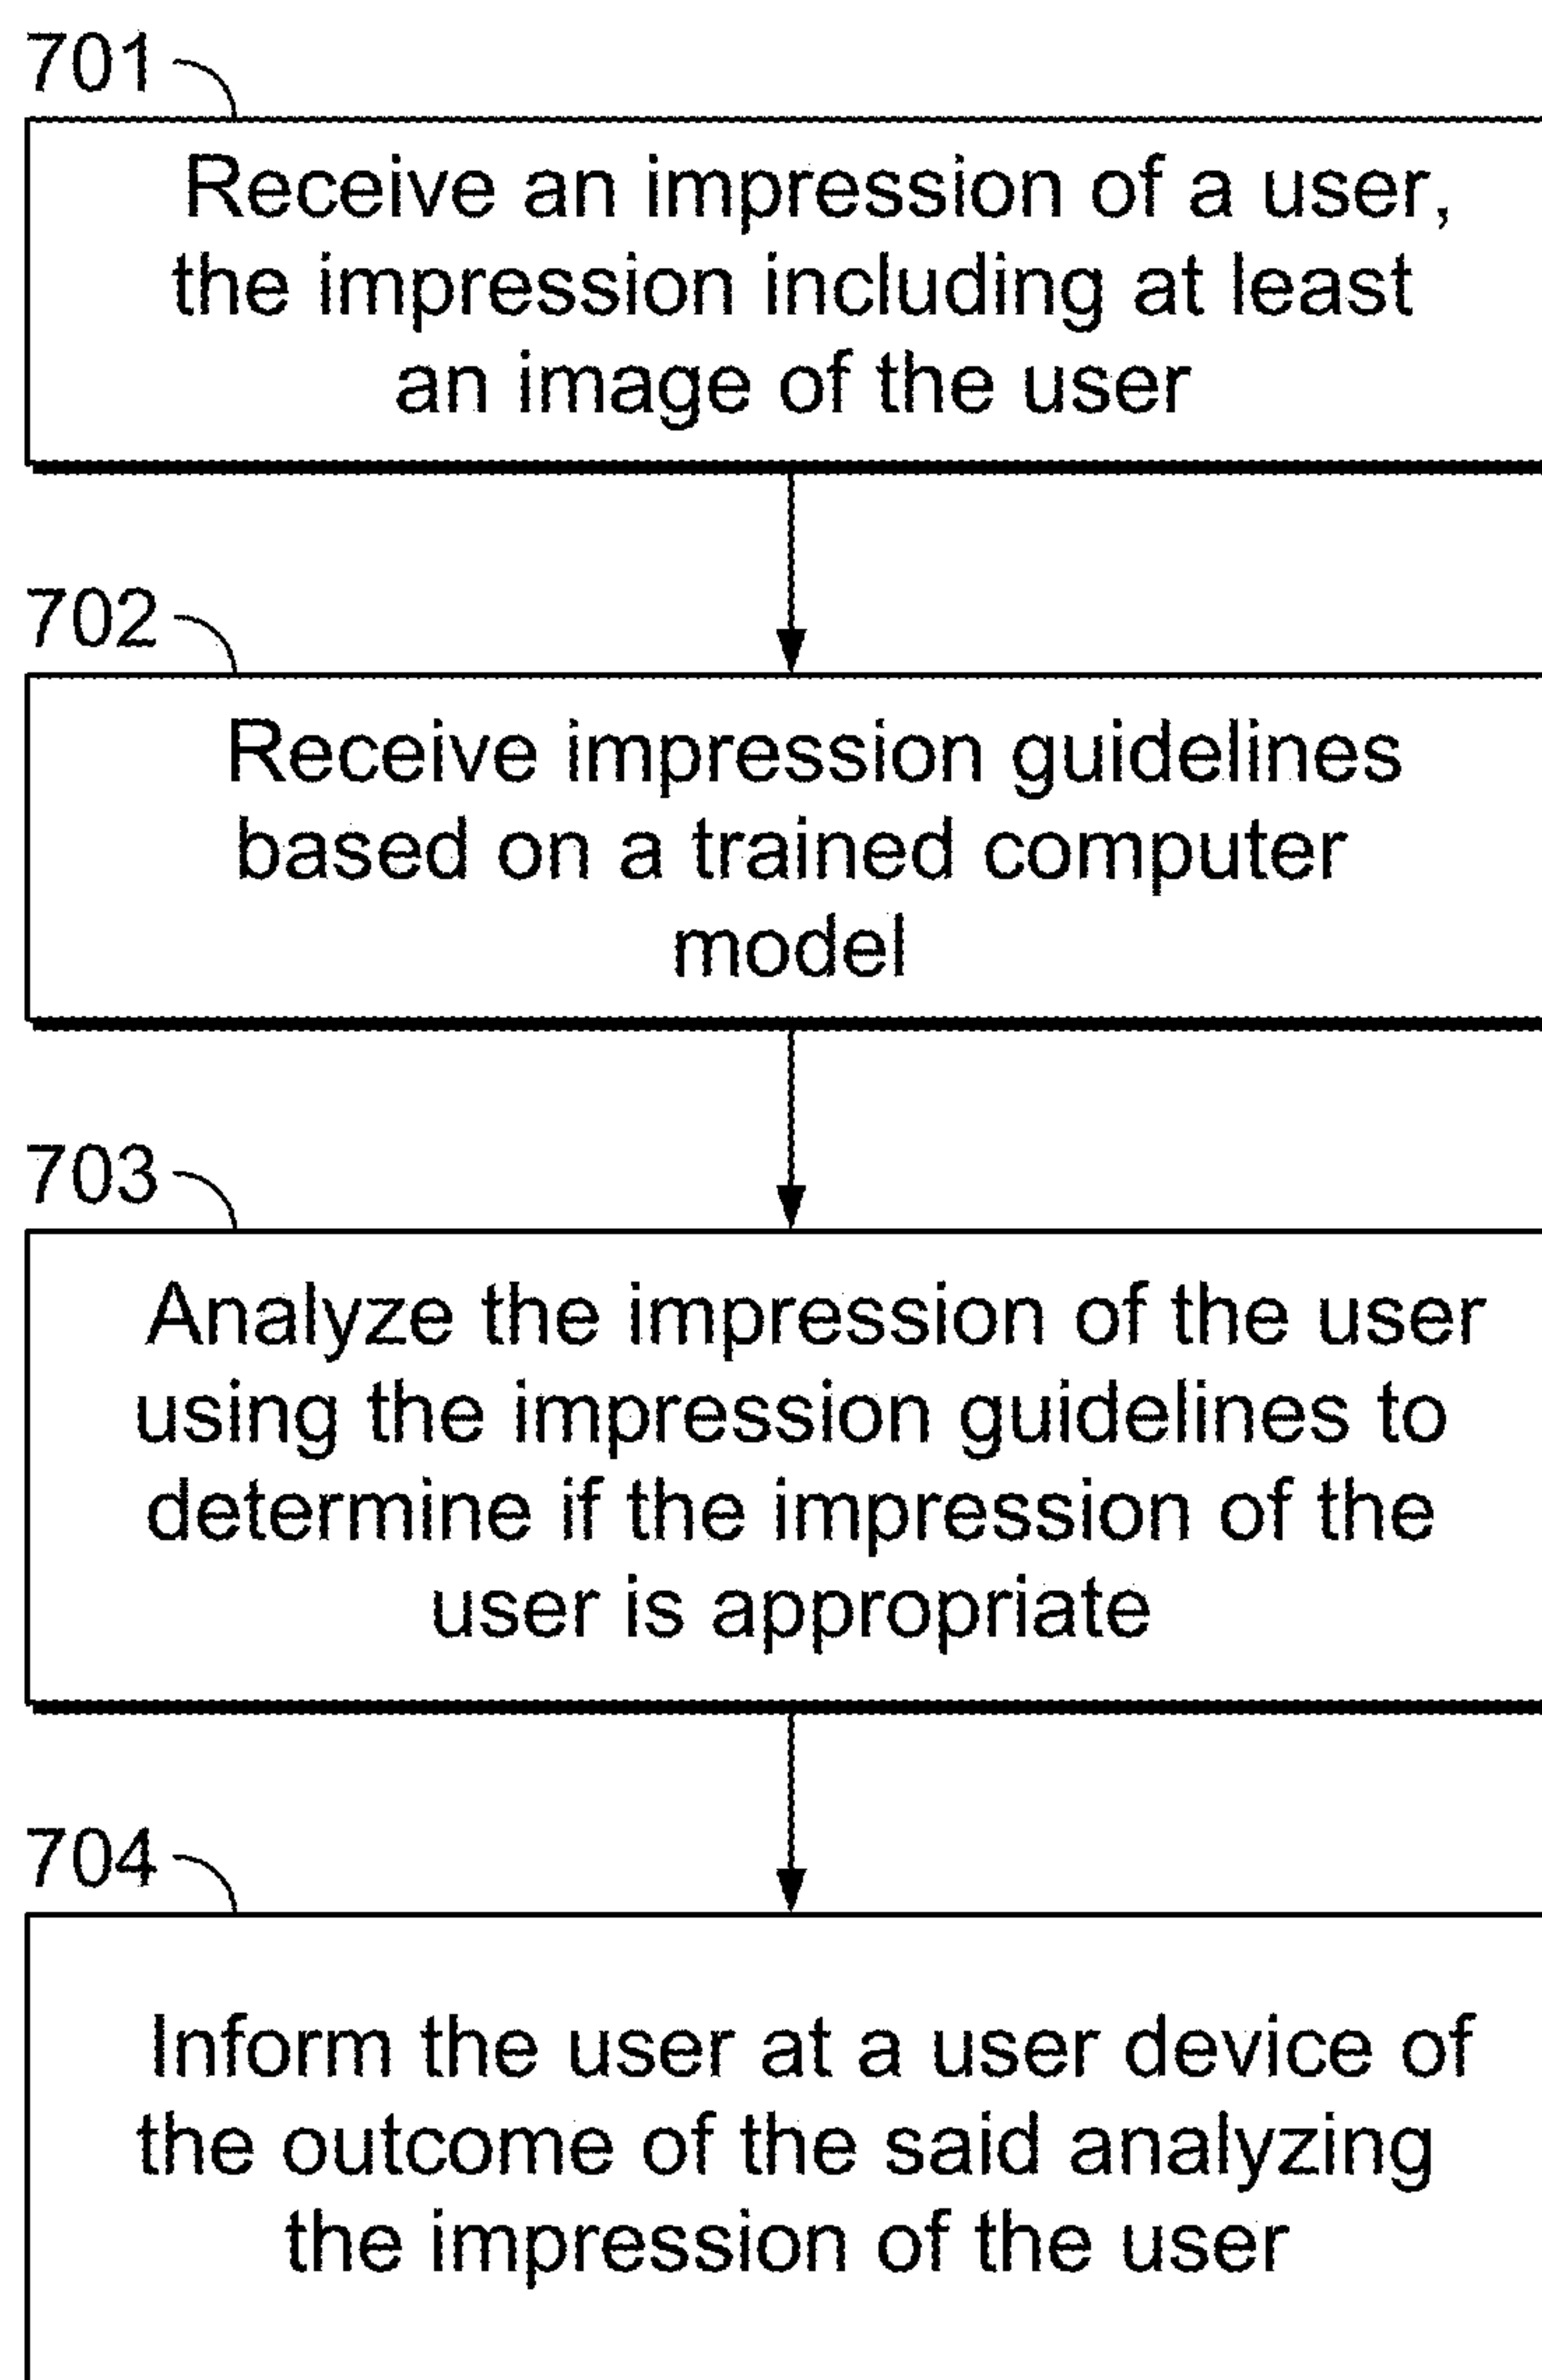 701
Receive an impression of a user,
the impression including at least
an image of the user
702
Receive impression guidelines
based on a trained computer
model
703
Analyze the impression of the user
using the impression guidelines to
determine if the impression of the
user is appropriate
704
Inform the user at a user device of
the outcome of the said analyzing
the impression of the user